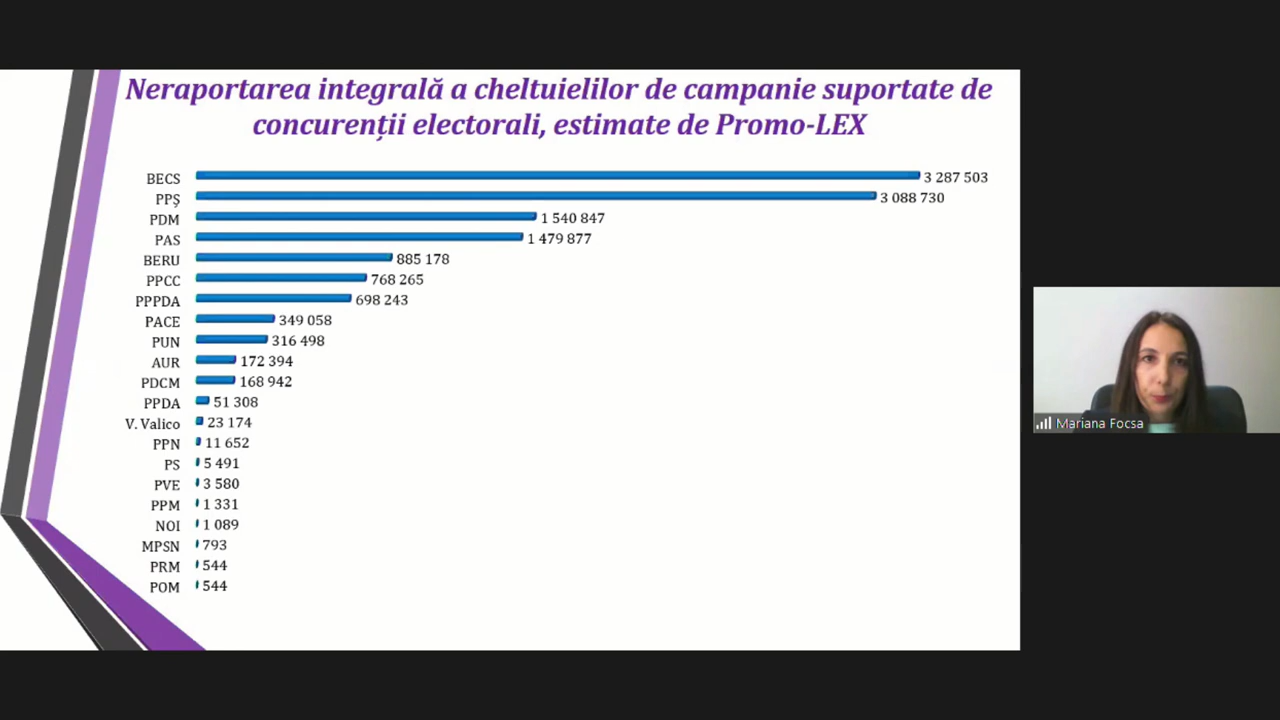 Neraportarea integrală a cheltuielilor de campanie suportate de
concurenții electorali, estimate de Promo-LEX
BECS 3 287 503
PPȘ 3 088 730
PDM 1 540 847
PAS 1 479 877
BERU 885 178
PPCC 768 265
PPPDA 698 243
PACE 349 058
PUN 316 498
AUR 172 394
PDCM 168 942
PPDA 51 308
V. Valico 23 174
PPN 11 652
PS 5 491
PVE 3 580
PPM 1 331
NOI 1 089
MPSN 793
PRM 544
POM 544
Mariana Focsa